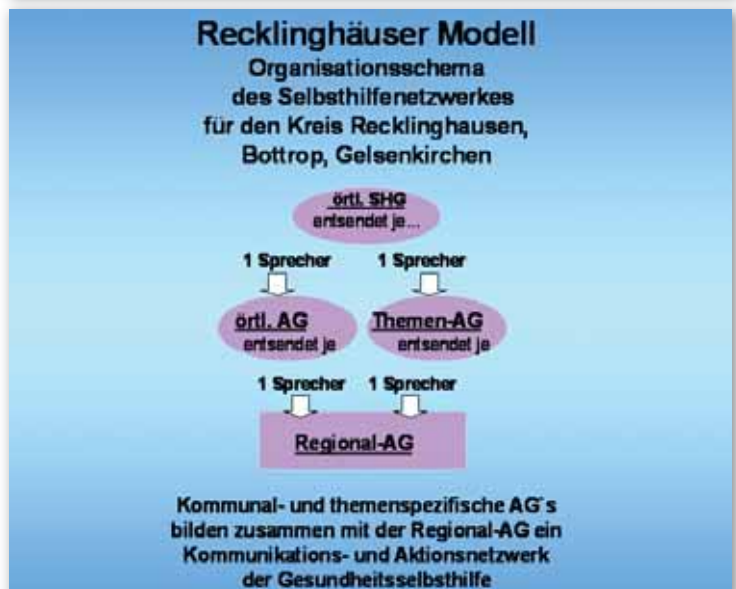 Recklinghäuser Modell
Organisationsschema
des Selbsthilfenetzwerkes
für den Kreis Recklinghausen,
Bottrop, Gelsenkirchen
örtl. SHG
entsendet je...
1 Sprecher 1 Sprecher
örtl. AG Themen-AG
entsendet je entsendet je
1 Sprecher 1 Sprecher
Regional-AG
Kommunal- und themenspezifische AG´s
bilden zusammen mit der Regional-AG ein
Kommunikations- und Aktionsnetzwerk
der Gesundheitsselbsthilfe